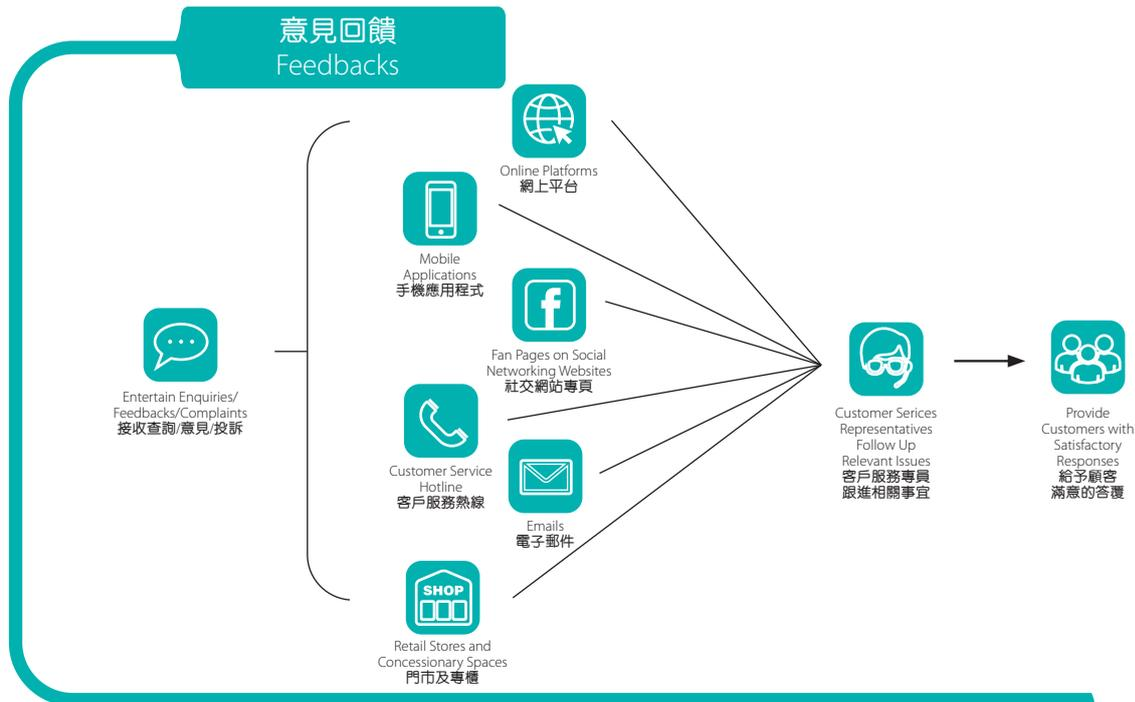 意見回饋
Feedbacks
Online Platforms
網上平台
Mobile
Applications
手機應用程式
f
Fan Pages on Social
Networking Websites
社交網站專頁
Entertain Enquiries/
Feedbacks/Complaints
接收查詢/意見/投訴
Customer Service
Hotline
客戶服務熱線
Emails
電子郵件
SHOP
Retail Stores and
Concessionary Spaces
門市及專櫃
Customer Serices
Representatives
Follow Up
Relevant Issues
客戶服務專員
跟進相關事宜
Provide
Customers with
Satisfactory
Responses
給予顧客
滿意的答覆